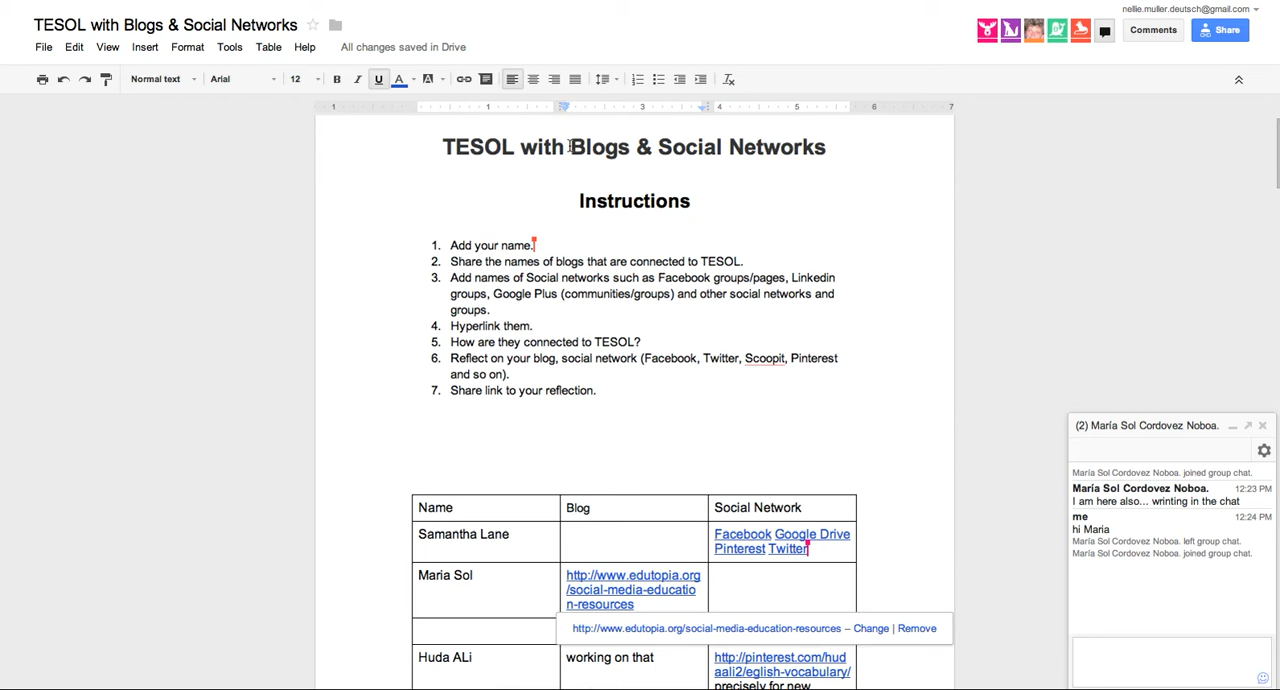 nellie.muller.deutsch@gmail.com
TESOL with Blogs & Social Networks
Comments
Share
File Edit View Insert Format Tools Table Help All changes saved in Drive
Normal text Arial 12 B I U A A
1 1 3 4 5 6 7
TESOL with Blogs & Social Networks
Instructions
1. Add your name.
2. Share the names of blogs that are connected to TESOL.
3. Add names of Social networks such as Facebook groups/pages, Linkedin
groups, Google Plus (communities/groups) and other social networks and
groups.
4. Hyperlink them.
5. How are they connected to TESOL?
6. Reflect on your blog, social network (Facebook, Twitter, Scoopit, Pinterest
and so on).
7. Share link to your reflection.
Name Blog Social Network
Samantha Lane Facebook Google Drive
Pinterest Twitter
Maria Sol http://www.edutopia.org
/social-media-educatio
n-resources
http://www.edutopia.org/social-media-education-resources – Change | Remove
Huda ALi working on that http://pinterest.com/hud
aali2/eglish-vocabulary/
precisely for new
(2) María Sol Cordovez Noboa.
María Sol Cordovez Noboa. joined group chat.
María Sol Cordovez Noboa. 12:23 PM
I am here also... wrinting in the chat
me 12:24 PM
hi Maria
María Sol Cordovez Noboa. left group chat.
María Sol Cordovez Noboa. joined group chat.